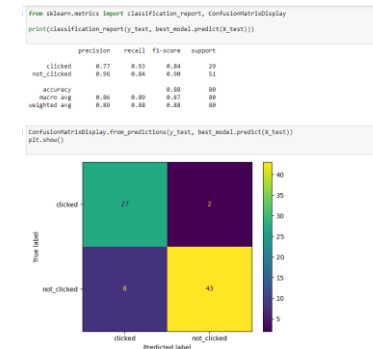 from sklearn.metrics import classification_report, ConfusionMatrixDisplay
print(classification_report(y_test, best_model.predict(X_test)))
precision recall f1-score support
clicked 0.77 0.93 0.84 29
not_clicked 0.96 0.84 0.90 51
accuracy 0.88 80
macro avg 0.86 0.89 0.87 80
weighted avg 0.89 0.88 0.88 80
ConfusionMatrixDisplay.from_predictions(y_test, best_model.predict(X_test))
plt.show()
40
35
30
25
20
15
10
5
clicked 27 2
True label
not_clicked 8 43
clicked not_clicked
Predicted label